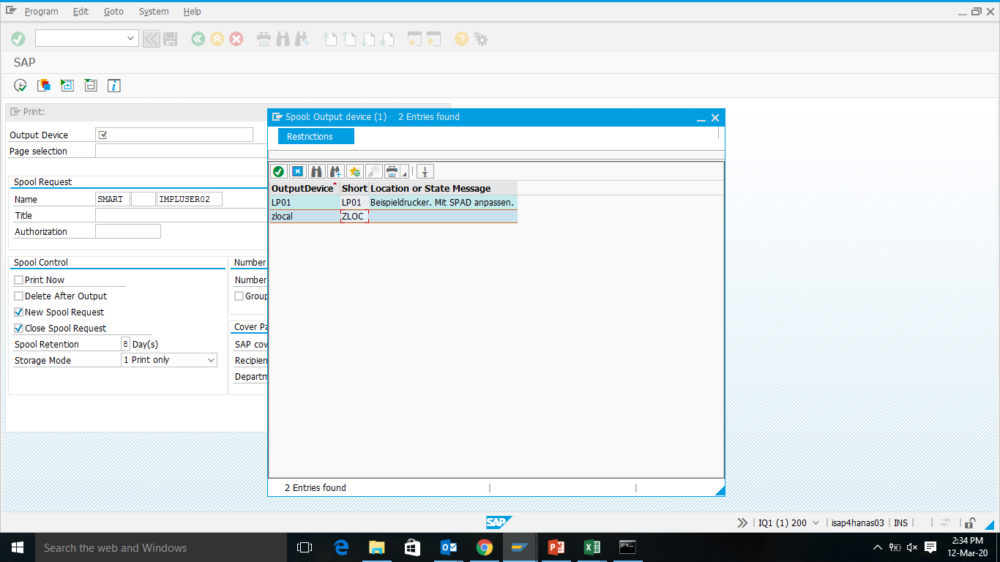 Program Edit Goto System Help
SAP
Print:
Output Device
Page selection
Spool Request
Name SMART IMPLUSER02
Title
Authorization
Spool Control
Print Now
Delete After Output
New Spool Request
Close Spool Request
Spool Retention 8 Day(s)
Storage Mode 1 Print only
Number
Number
Group
Cover Pa
SAP cov
Recipien
Departm
Spool: Output device (1) 2 Entries found
Restrictions
OutputDevice Short Location or State Message
LP01 LP01 Beispieldrucker. Mit SPAD anpassen.
zlocal ZLOC
2 Entries found
SAP
IQ1 (1) 200 isap4hanas03 INS
Search the web and Windows
2:34 PM
12-Mar-20